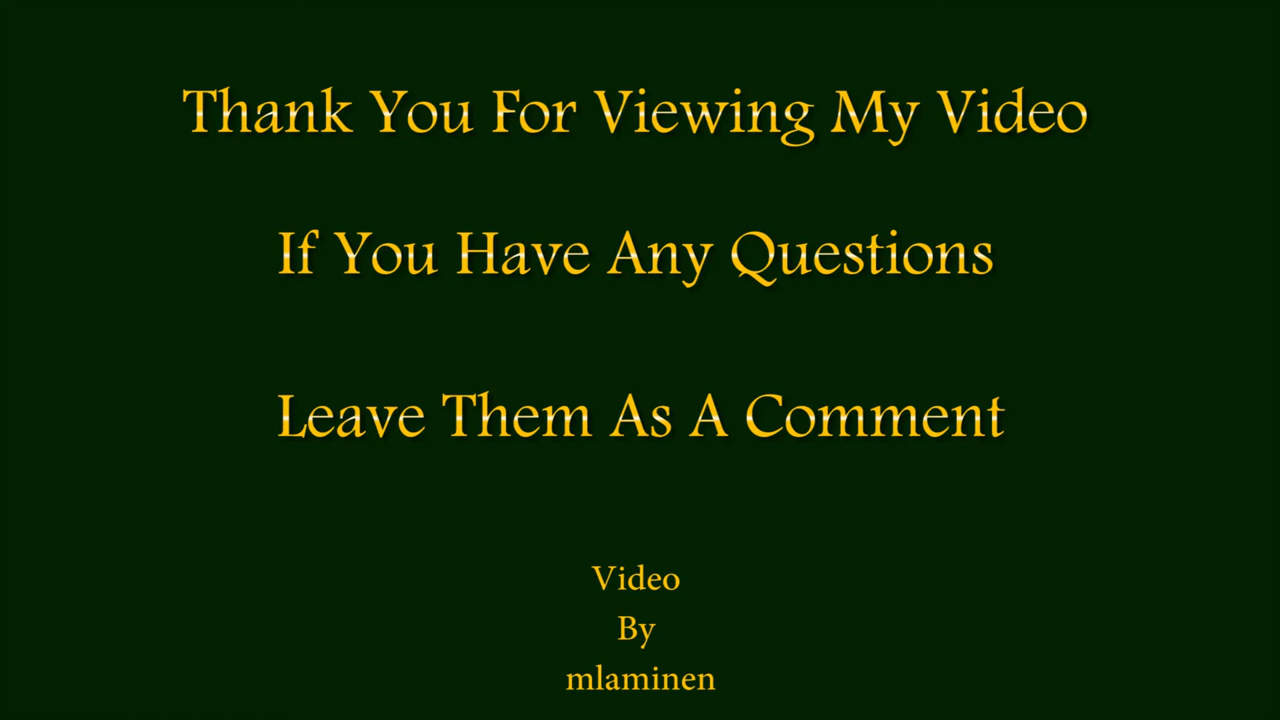 Thank You For Viewing My Video
If You Have Any Questions
Leave Them As A Comment
Video
By
mlaminen